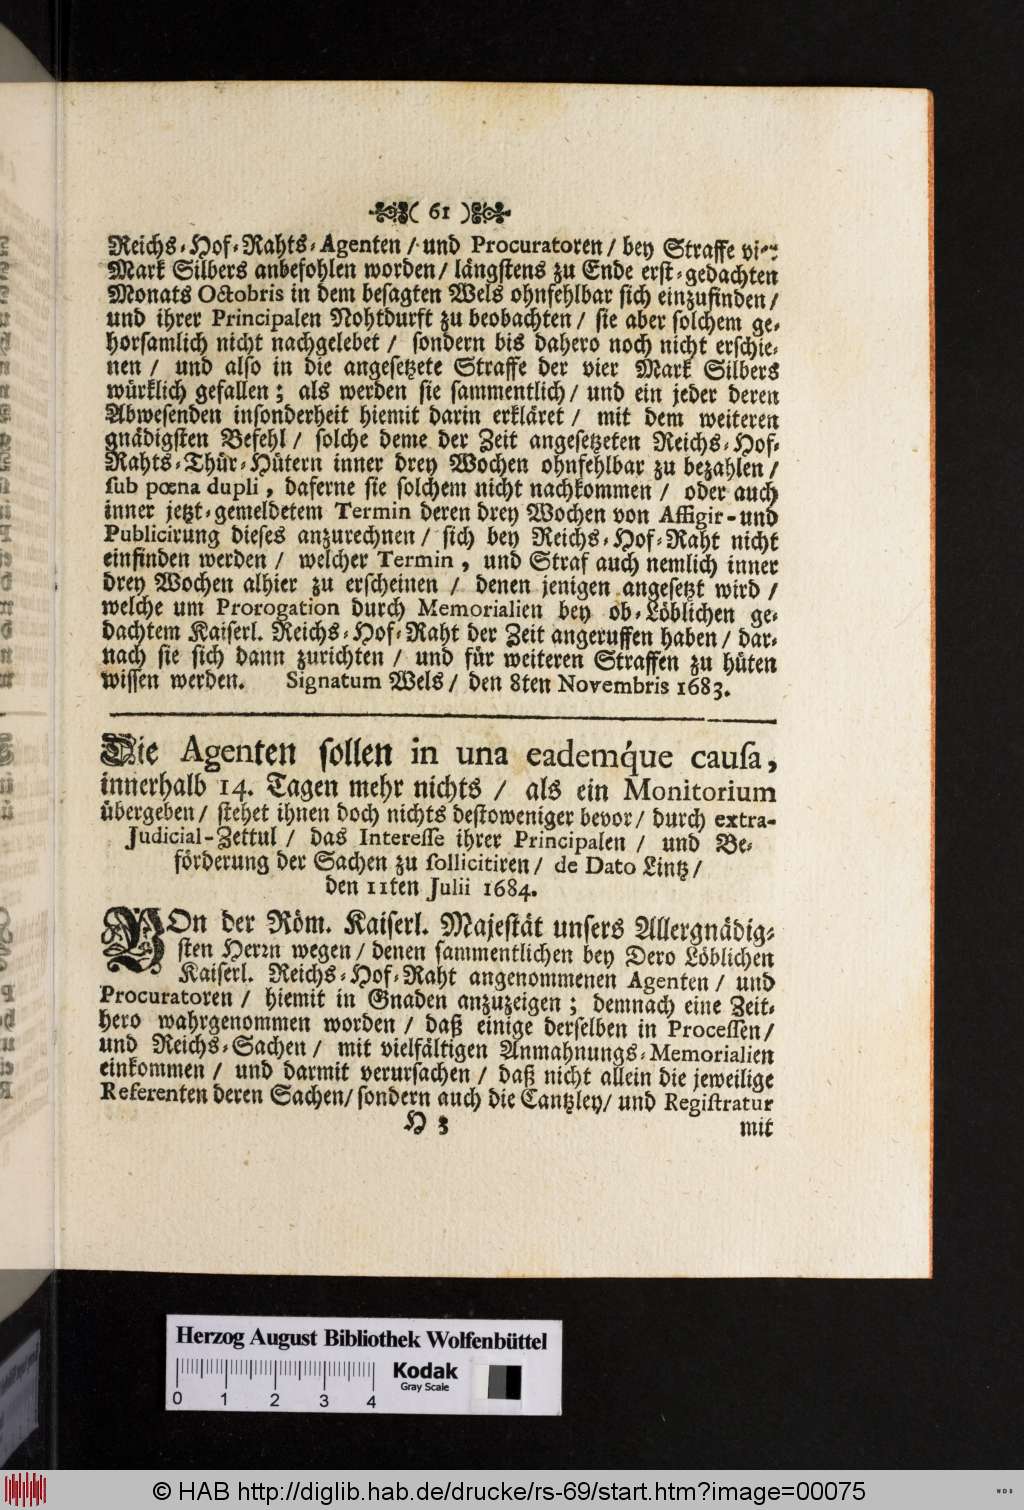 ( 61 )
Reichs-Hof-Rahts-Agenten / und Procuratoren / bey Straffe vier
Mark Silbers anbefohlen worden / längstens zu Ende erst-gedachten
Monats Octobris in dem besagten Wels ohnfehlbar sich einzufinden /
und ihrer Principalen Nohtdurft zu beobachten / sie aber solchem ge-
horsamlich nicht nachgelebet / sondern bis dahero noch nicht erschie-
nen / und also in die angesetzete Straffe der vier Mark Silbers
würklich gefallen ; als werden sie sammentlich / und ein jeder deren
Abwesenden insonderheit hiemit darin erkläret / mit dem weiteren
gnädigsten Befehl / solche deme der Zeit angesetzeten Reichs-Hof-
Rahts-Thür-Hütern inner drey Wochen ohnfehlbar zu bezahlen /
sub pœna dupli , daferne sie solchem nicht nachkommen / oder auch
inner jetzt-gemeldetem Termin deren drey Wochen von Affigir- und
Publicirung dieses anzurechnen / sich bey Reichs-Hof-Raht nicht
einfinden werden / welcher Termin , und Straf auch nemlich inner
drey Wochen alhier zu erscheinen / denen jenigen angesetzt wird /
welche um Prorogation durch Memorialien bey ob-Löblichen ge-
dachtem Kaiserl. Reichs-Hof-Raht der Zeit angeruffen haben / dar-
nach sie sich dann zurichten / und für weiteren Straffen zu hüten
wissen werden. Signatum Wels / den 8ten Novembris 1683.
Die Agenten sollen in una eademq́ue causa,
innerhalb 14. Tagen mehr nichts / als ein Monitorium
übergeben / stehet ihnen doch nichts destoweniger bevor / durch extra-
Judicial-Zettul / das Interesse ihrer Principalen / und Be-
förderung der Sachen zu sollicitiren / de Dato Lintz /
den 11ten Julii 1684.
VOn der Röm. Kaiserl. Majestät unsers Allergnädig-
sten Herrn wegen / denen sammentlichen bey Dero Löblichen
Kaiserl. Reichs-Hof-Raht angenommenen Agenten / und
Procuratoren / hiemit in Gnaden anzuzeigen ; demnach eine Zeit-
hero wahrgenommen worden / daß einige derselben in Processen /
und Reichs-Sachen / mit vielfältigen Anmahnungs-Memorialien
einkommen / und darmit verursachen / daß nicht allein die jeweilige
Referenten deren Sachen / sondern auch die Cantzley / und Registratur
H 3 mit
Herzog August Bibliothek Wolfenbüttel
Kodak
Gray Scale
0 1 2 3 4
© HAB http://diglib.hab.de/drucke/rs-69/start.htm?image=00075